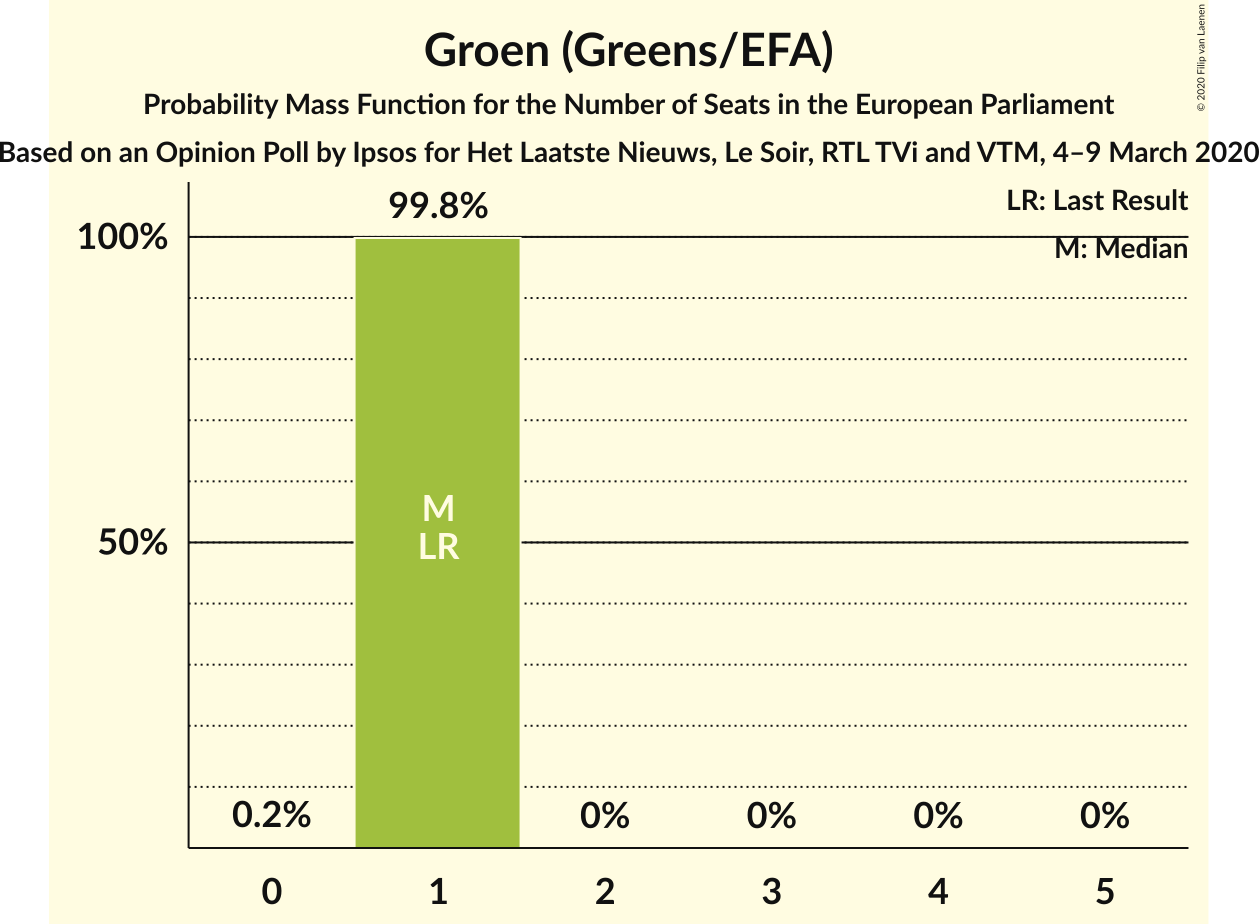 Groen (Greens/EFA)
Probability Mass Function for the Number of Seats in the European Parliament
Based on an Opinion Poll by Ipsos for Het Laatste Nieuws, Le Soir, RTL TVi and VTM, 4–9 March 2020
© 2020 Filip van Laenen
LR: Last Result
M: Median
99.8%
100%
50%
M
LR
0.2%
0%
0%
0%
0%
0
1
2
3
4
5